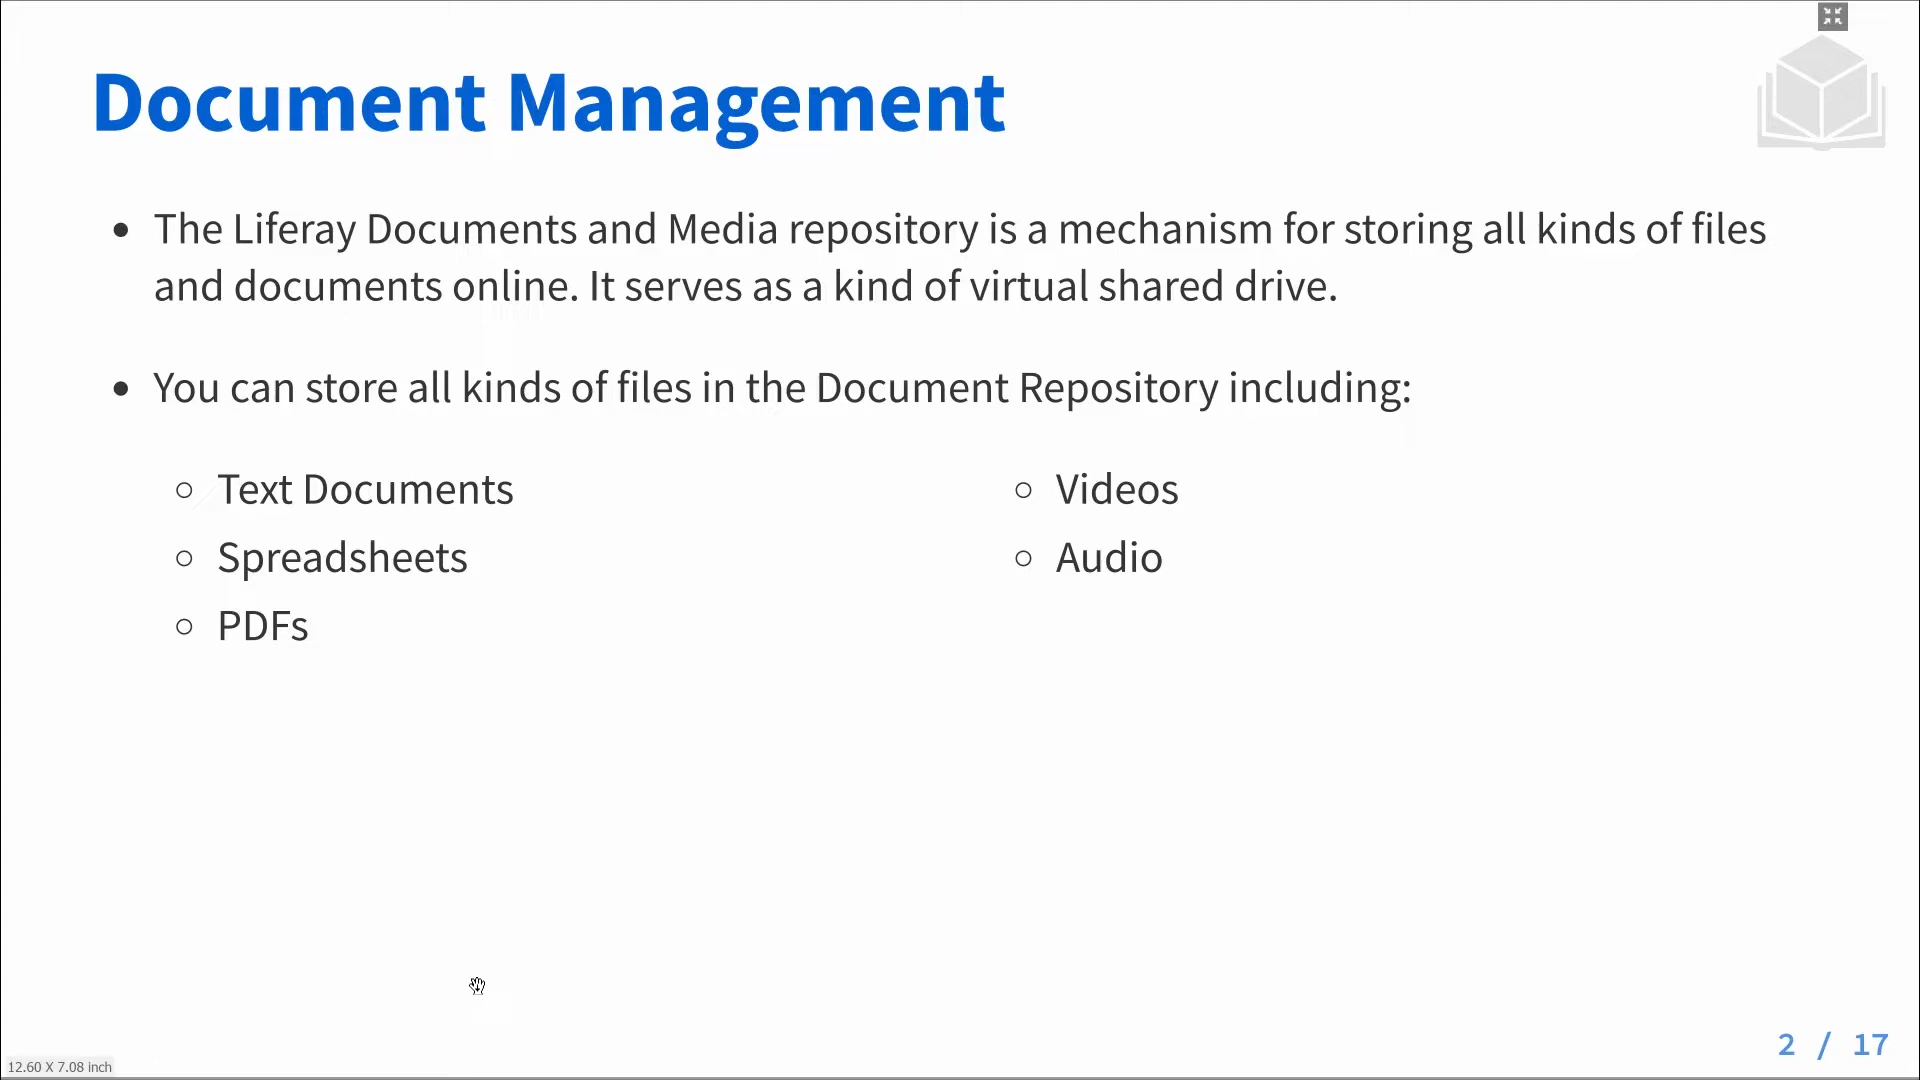 Document Management
The Liferay Documents and Media repository is a mechanism for storing all kinds of files
and documents online. It serves as a kind of virtual shared drive.
You can store all kinds of files in the Document Repository including:
Text Documents
Spreadsheets
PDFs
Videos
Audio
2 / 17
12.60 X 7.08 inch